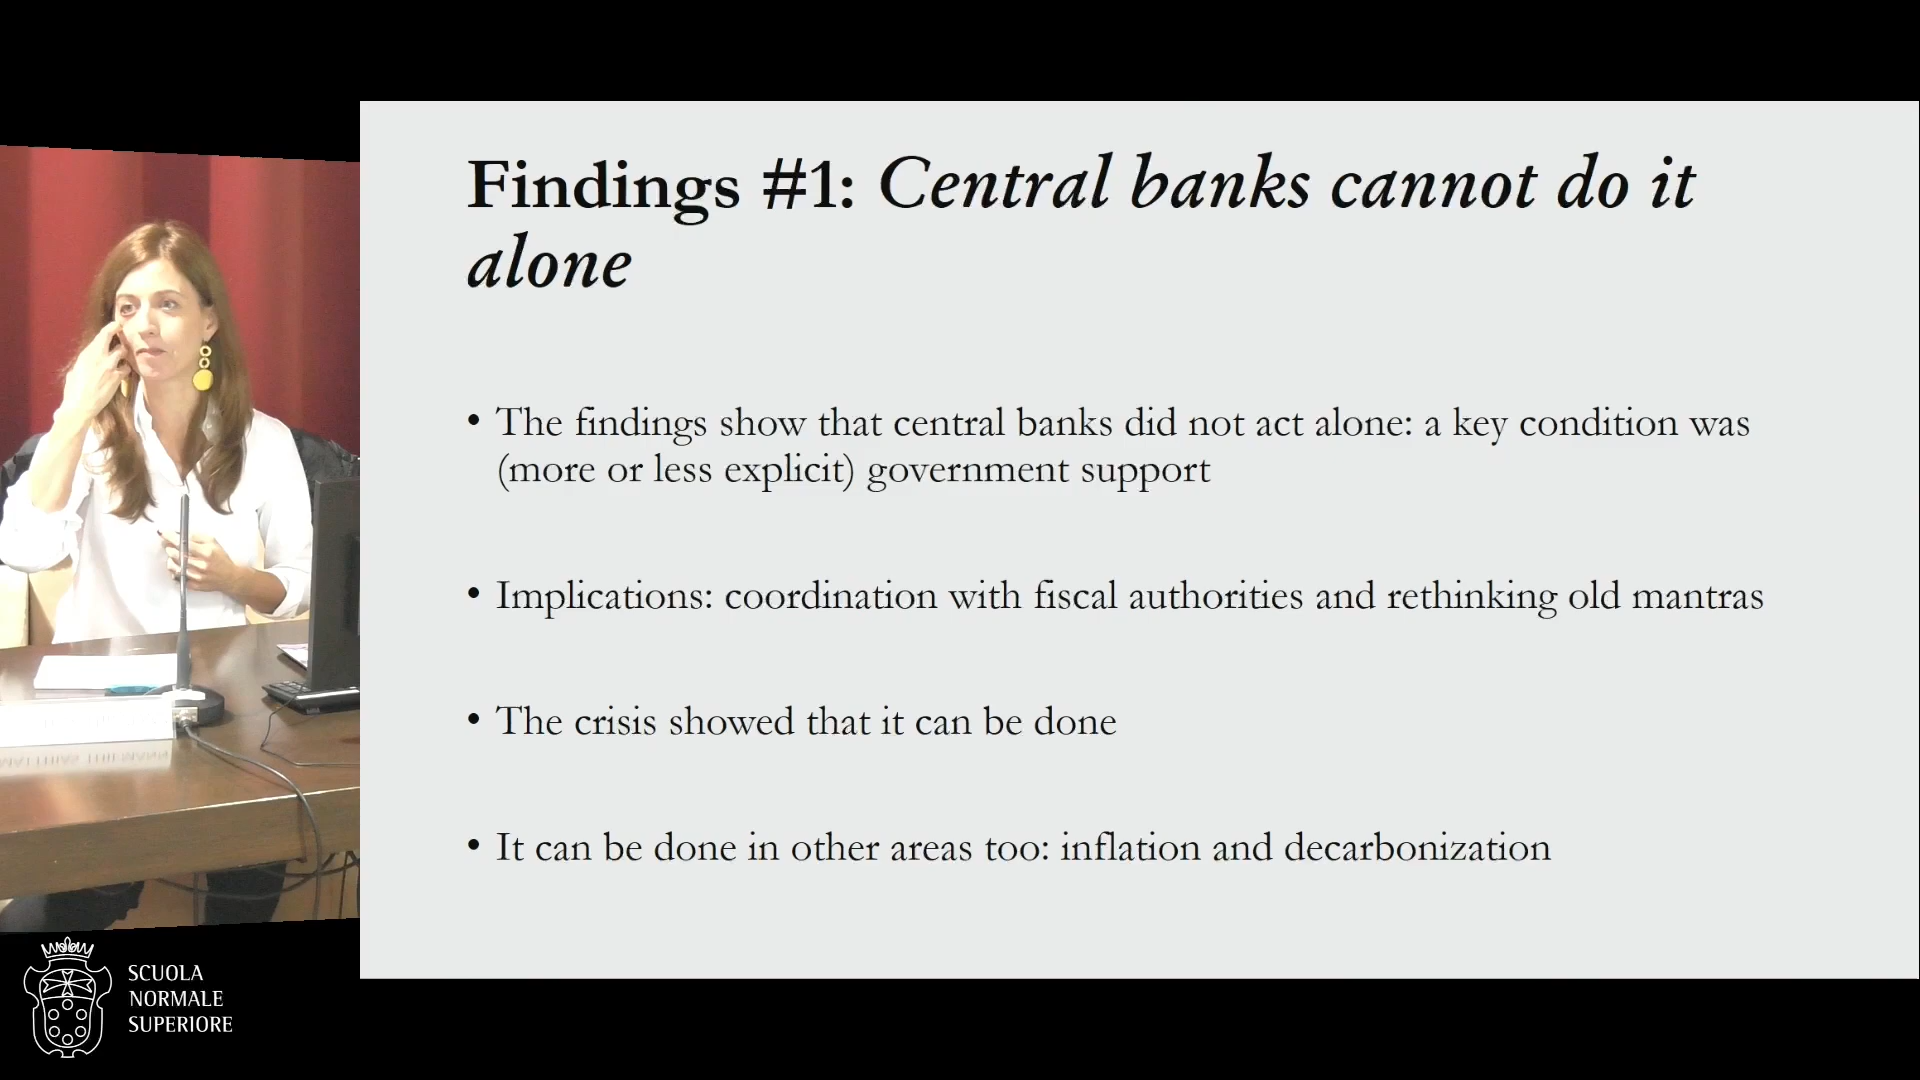 Findings #1: Central banks cannot do it
alone
• The findings show that central banks did not act alone: a key condition was
(more or less explicit) government support
• Implications: coordination with fiscal authorities and rethinking old mantras
• The crisis showed that it can be done
• It can be done in other areas too: inflation and decarbonization
SCUOLA
NORMALE
SUPERIORE